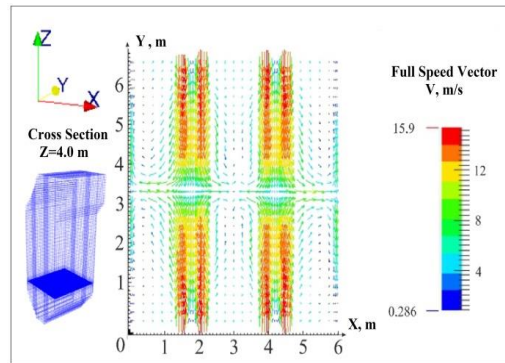 Z
Y
X
Cross Section
Z=4.0 m
Y, m
6
5
4
3
2
1
0
1
2
3
4
5
6
X, m
Full Speed Vector
V, m/s
15.9
12
8
4
0.286